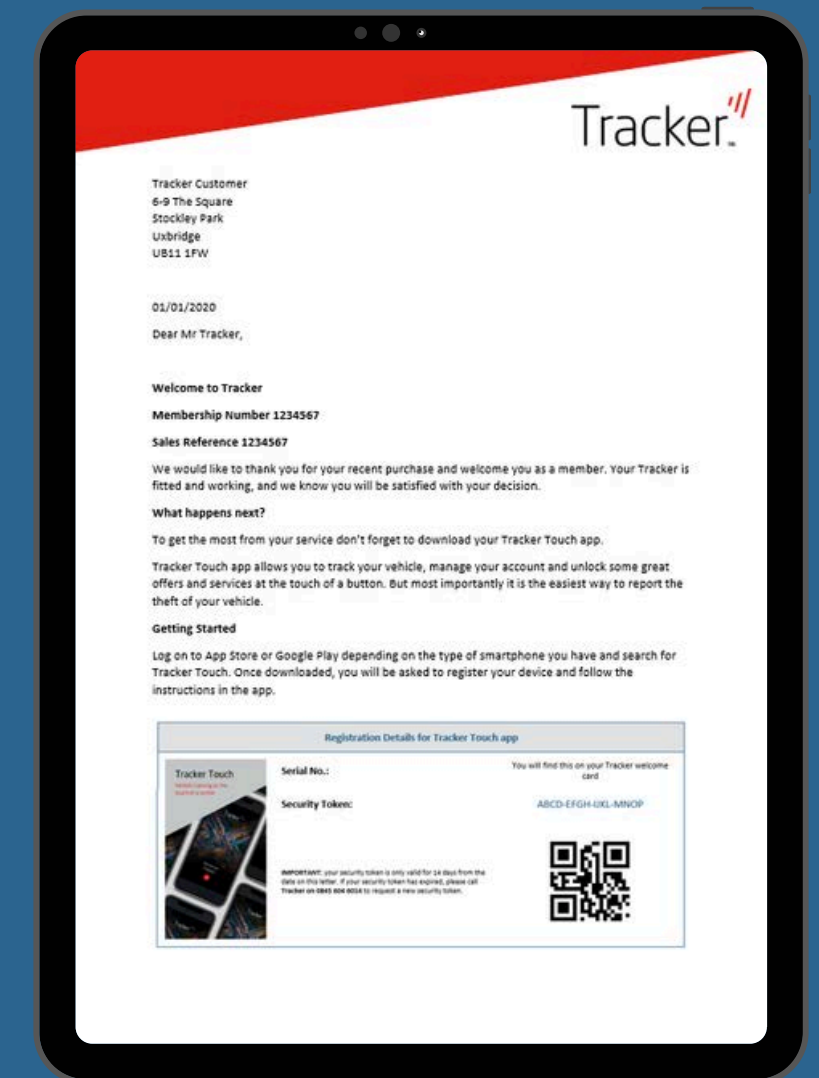 Tracker
Tracker Customer
6-9 The Square
Stockley Park
Uxbridge
UB11 1FW
01/01/2020
Dear Mr Tracker,
Welcome to Tracker
Membership Number 1234567
Sales Reference 1234567
We would like to thank you for your recent purchase and welcome you as a member. Your Tracker is
fitted and working, and we know you will be satisfied with your decision.
What happens next?
To get the most from your service don't forget to download your Tracker Touch app.
Tracker Touch app allows you to track your vehicle, manage your account and unlock some great
offers and services at the touch of a button. But most importantly it is the easiest way to report the
theft of your vehicle.
Getting Started
Log on to App Store or Google Play depending on the type of smartphone you have and search for
Tracker Touch. Once downloaded, you will be asked to register your device and follow the
instructions in the app.
Registration Details for Tracker Touch app
Tracker Touch
Serial No.:
You will find this on your Tracker welcome
card
Security Token:
ABCD-EFGH-IJKL-MNOP
IMPORTANT: your security token is only valid for 14 days from the
date on this letter. If your security token has expired, please call
Tracker on 0845 604 6014 to request a new security token.